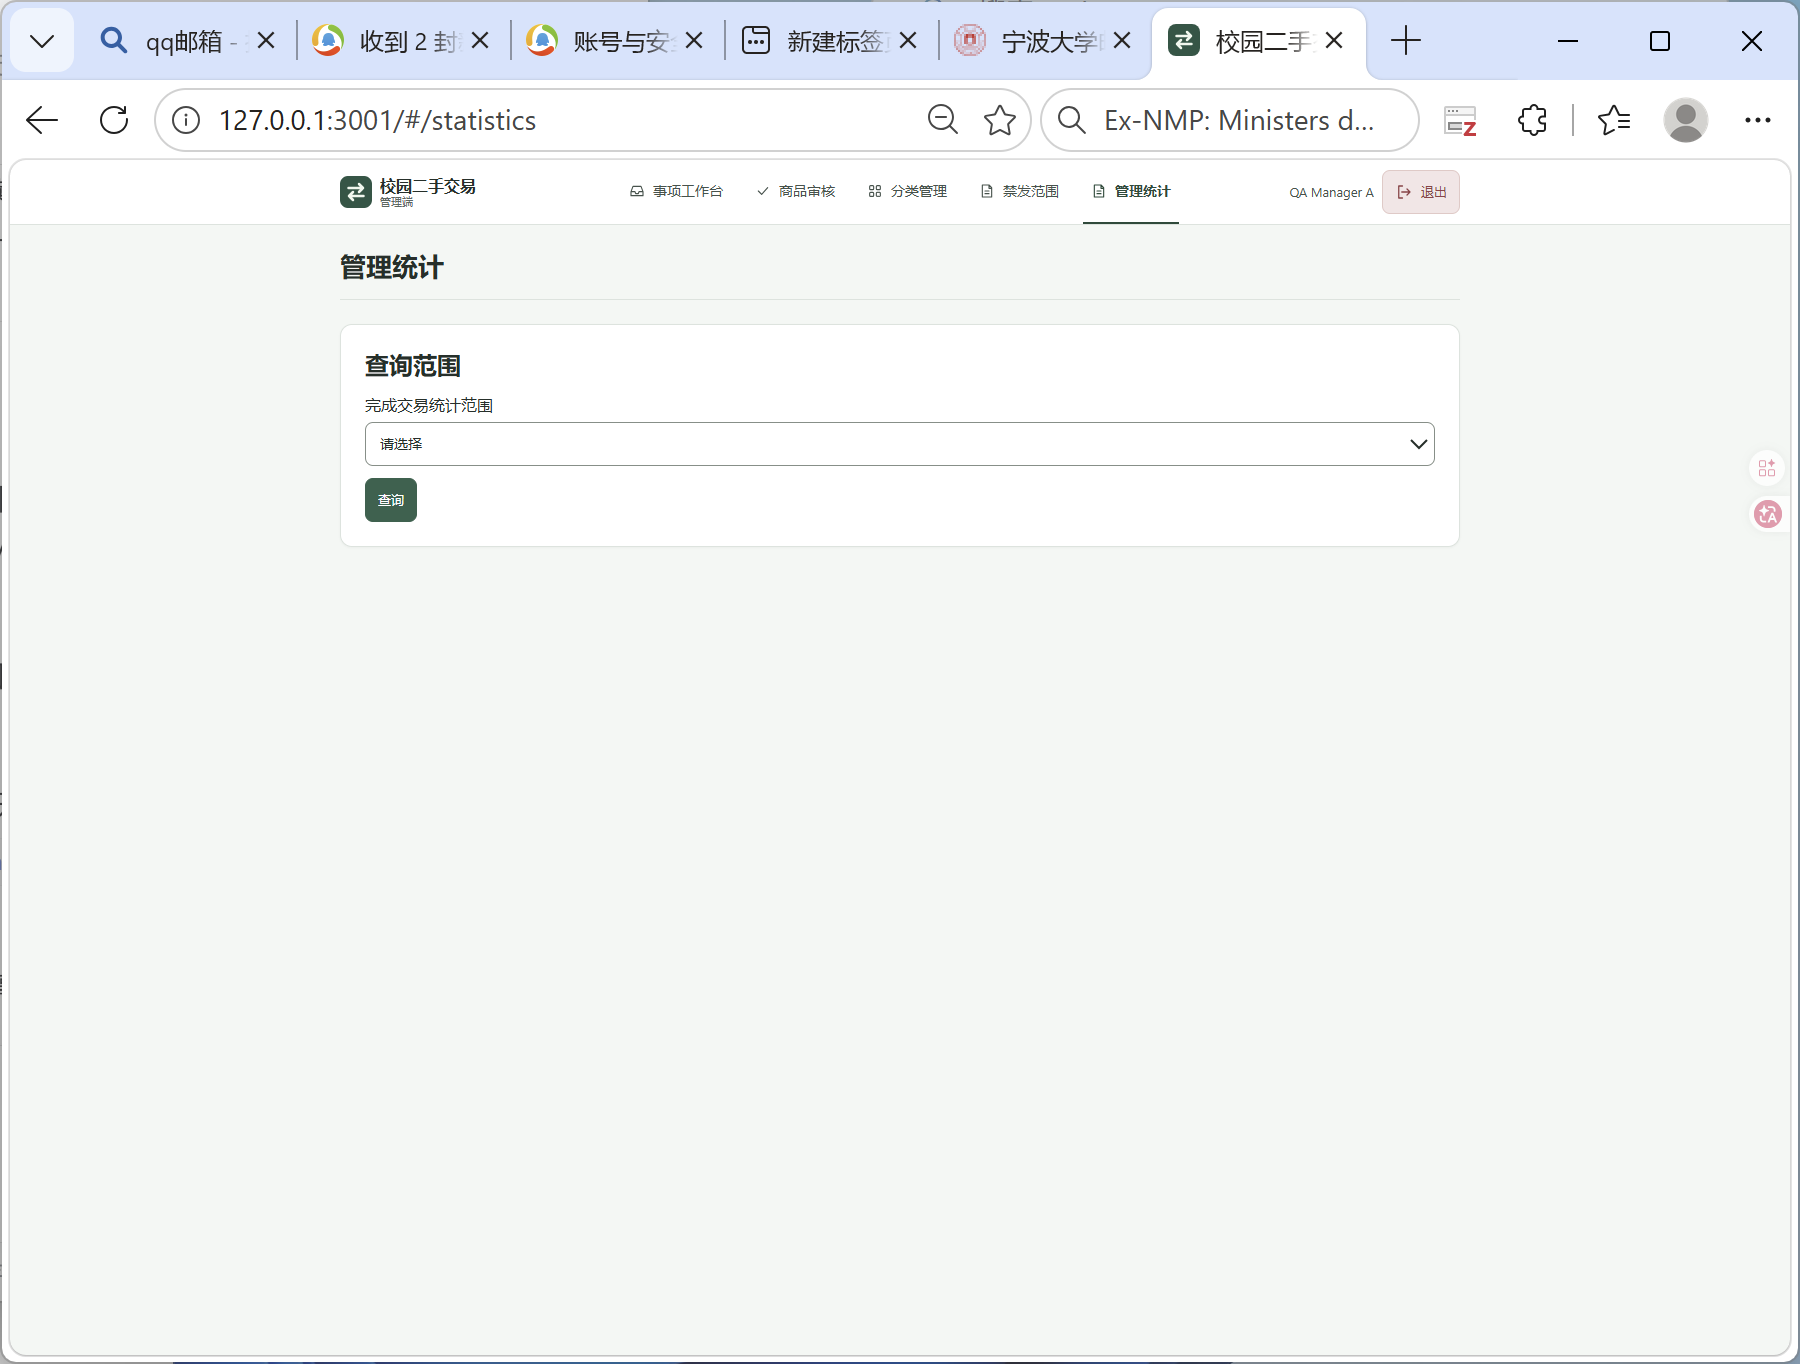 qq邮箱 -
收到 2 封
账号与安全
新建标签页
宁波大学
校园二手
127.0.0.1:3001/#/statistics
Ex-NMP: Ministers d...
校园二手交易
管理端
事项工作台
商品审核
分类管理
禁发范围
管理统计
QA Manager A
退出
管理统计
查询范围
完成交易统计范围
请选择
查询